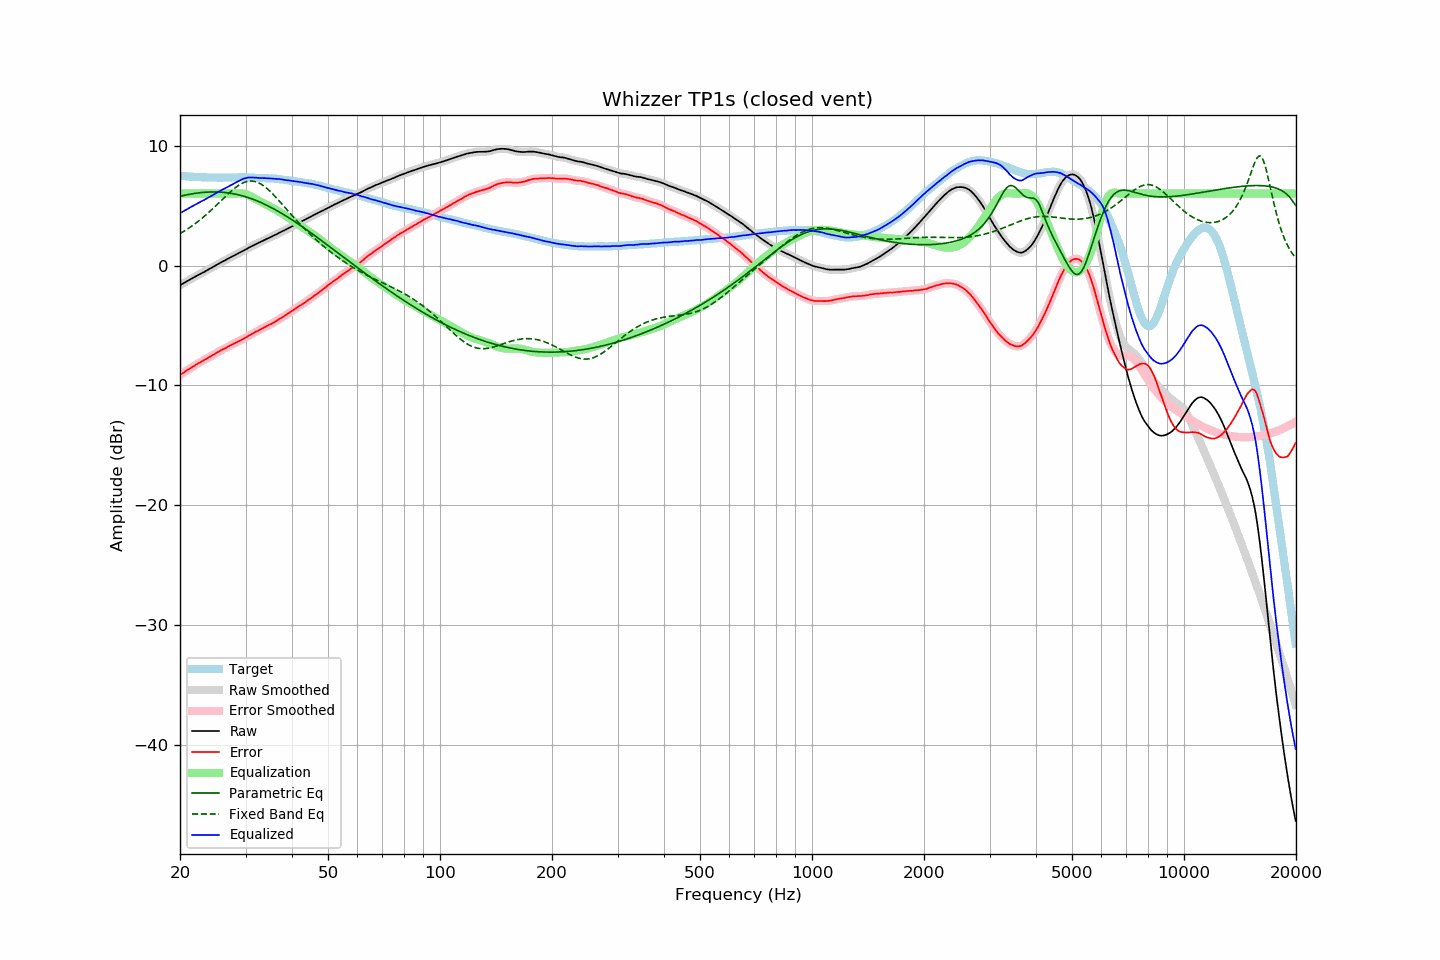 Whizzer TP1s (closed vent)
10
0
−10
−20
−30
−40
Amplitude (dBr)
Target
Raw Smoothed
Error Smoothed
Raw
Error
Equalization
Parametric Eq
Fixed Band Eq
Equalized
20 50 100 200 500 1000 2000 5000 10000 20000
Frequency (Hz)